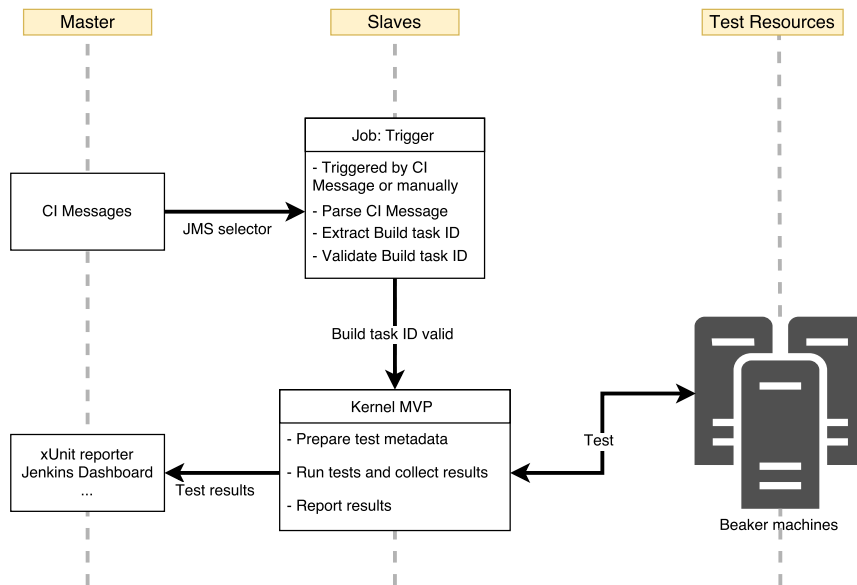 Master
Slaves
Test Resources
Job: Trigger
- Triggered by CI
Message or manually
- Parse CI Message
- Extract Build task ID
- Validate Build task ID
CI Messages
JMS selector
Build task ID valid
Kernel MVP
- Prepare test metadata
- Run tests and collect results
- Report results
Test
xUnit reporter
Jenkins Dashboard
...
Test results
Beaker machines